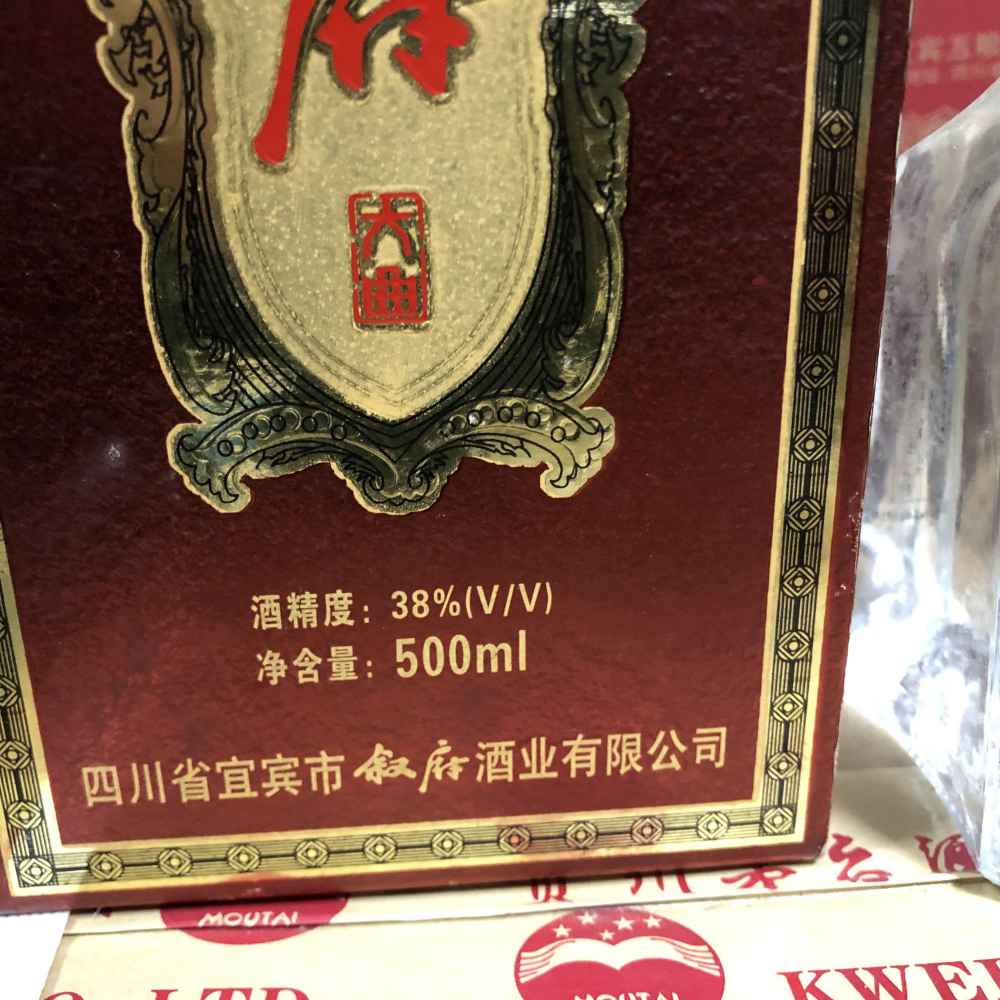 府
大曲
酒精度：38%(V/V)
净含量：500ml
四川省宜宾市叙府酒业有限公司
MOUTAI
MOUTAI